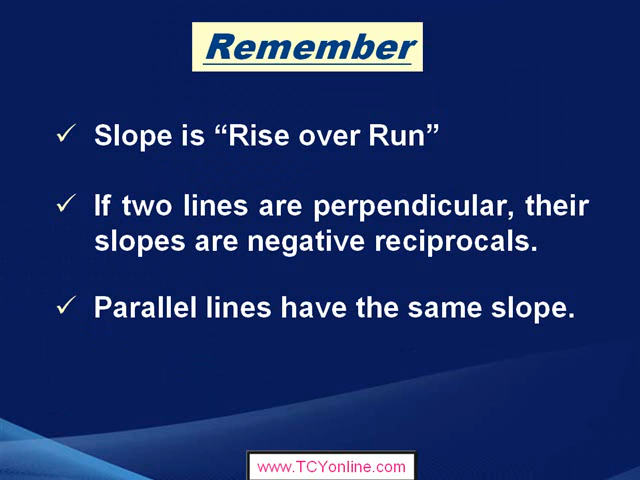 Remember
✓ Slope is “Rise over Run”
✓ If two lines are perpendicular, their
slopes are negative reciprocals.
✓ Parallel lines have the same slope.
www.TCYonline.com